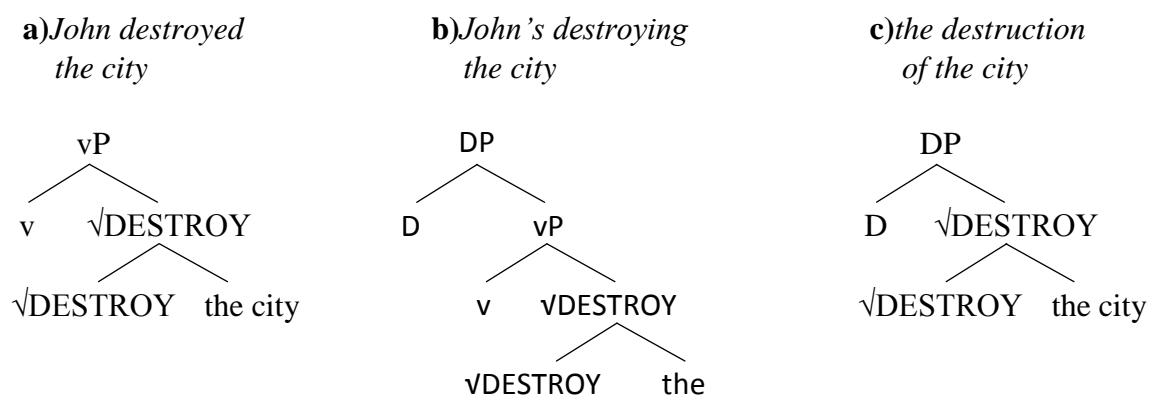 a)John destroyed
the city
vP
v √DESTROY
√DESTROY the city
b)John’s destroying
the city
DP
D vP
v √DESTROY
√DESTROY the
c)the destruction
of the city
DP
D √DESTROY
√DESTROY the city